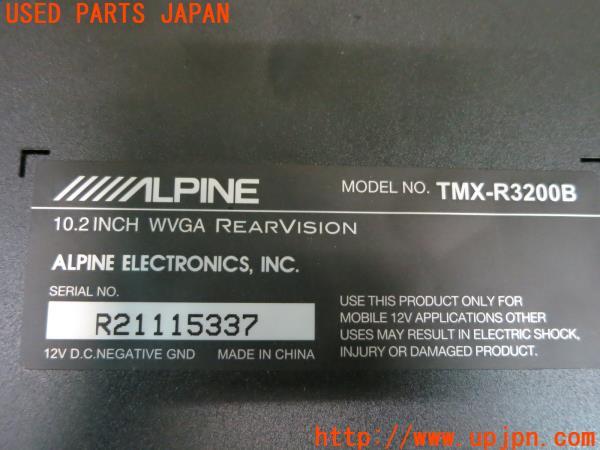 USED PARTS JAPAN
ALPINE
MODEL NO. TMX-R3200B
10.2 INCH WVGA REARVISION
ALPINE ELECTRONICS, INC.
SERIAL NO.
R21115337
12V D.C.NEGATIVE GND MADE IN CHINA
USE THIS PRODUCT ONLY FOR
MOBILE 12V APPLICATIONS OTHER
USES MAY RESULT IN ELECTRIC SHOCK,
INJURY OR DAMAGED PRODUCT.
http://www.upjpn.com/